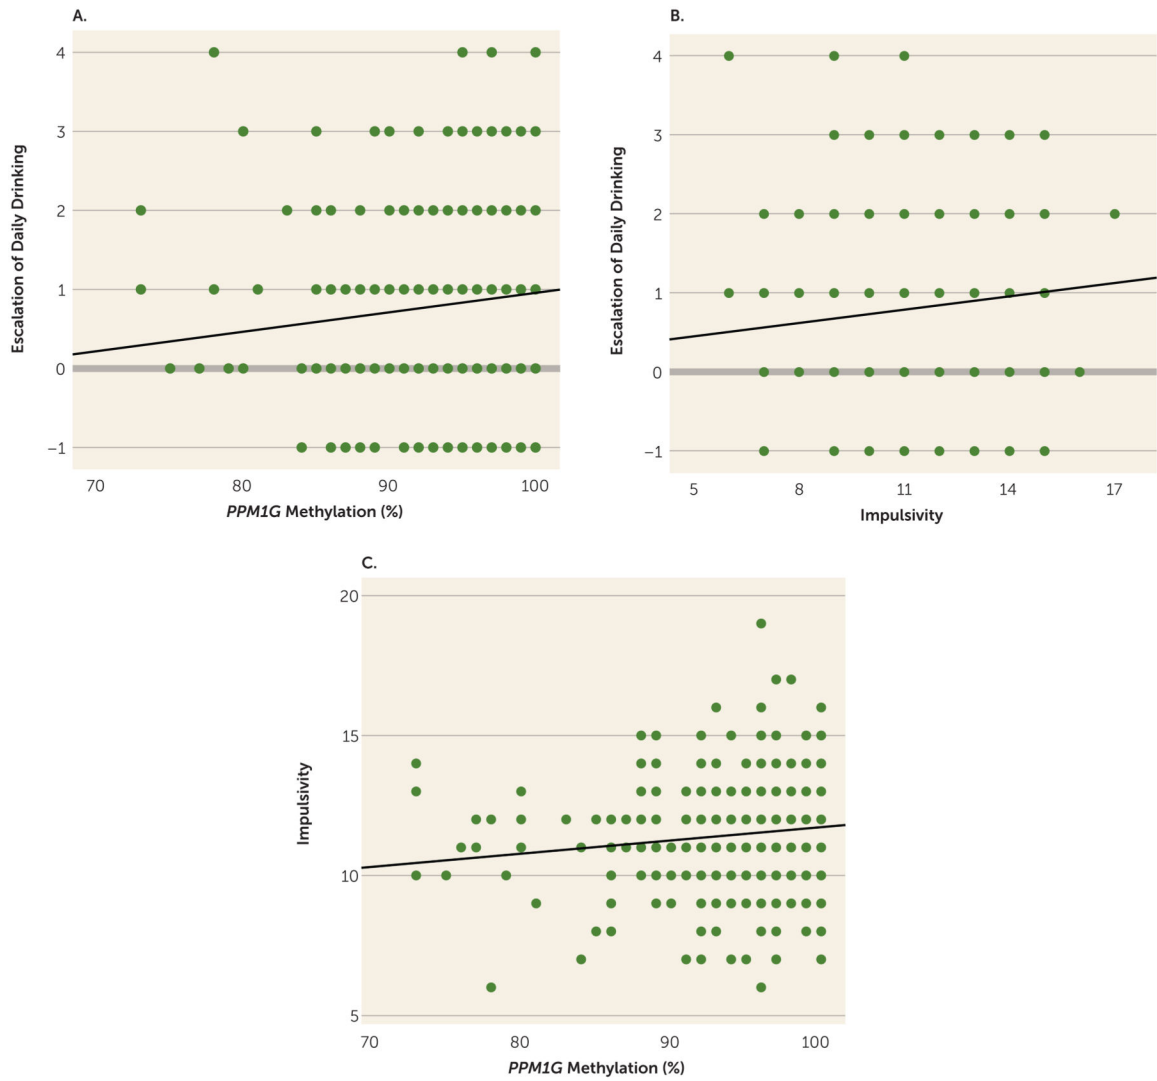 A.
Escalation of Daily Drinking
4
3
2
1
0
−1
70 80 90 100
PPM1G Methylation (%)
B.
Escalation of Daily Drinking
4
3
2
1
0
−1
5 8 11 14 17
Impulsivity
C.
Impulsivity
20
15
10
5
70 80 90 100
PPM1G Methylation (%)